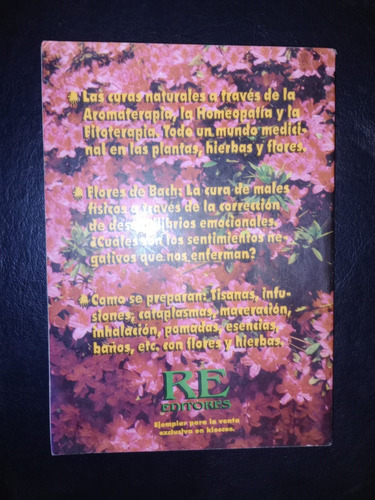 * Las curas naturales a través de la
Aromaterapia, la Homeopatía y la
Fitoterapia. Todo un mundo medici-
nal en las plantas, hierbas y flores.
* Flores de Bach: La cura de males
físicos a través de la corrección
de desequilibrios emocionales.
¿Cuáles son los sentimientos ne-
gativos que nos enferman?
* Como se preparan: Tisanas, infu-
siones, cataplasmas, maceración,
inhalación, pomadas, esencias,
baños, etc. con flores y hierbas.
RE
EDITORES
Ejemplar para la venta
exclusiva en kioscos.